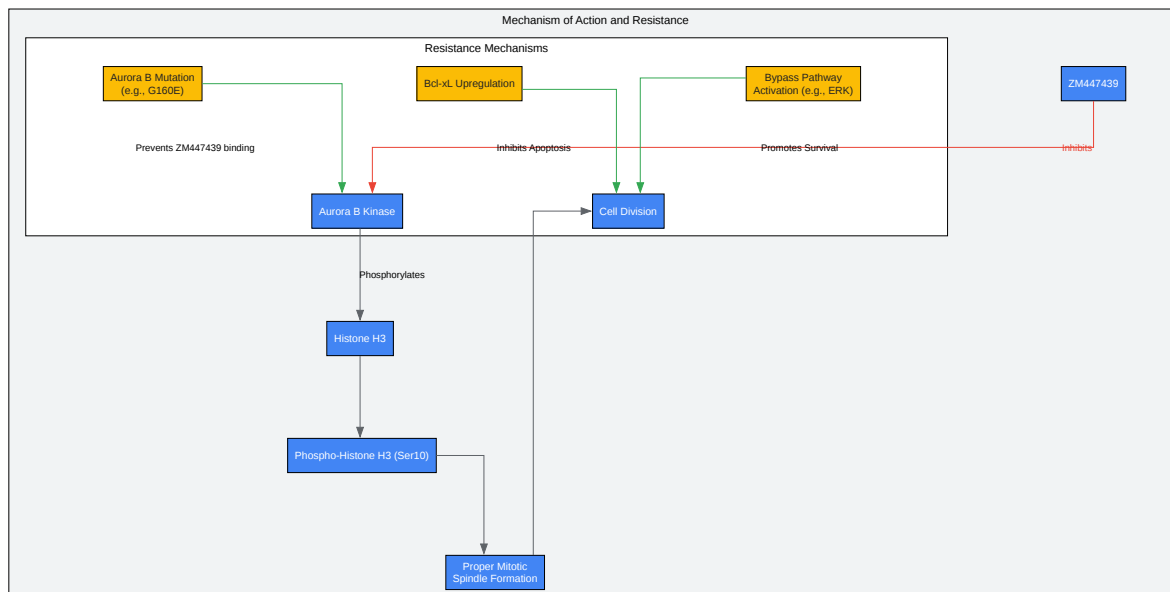 Mechanism of Action and Resistance
Resistance Mechanisms
Aurora B Mutation
(e.g., G160E)
Bcl-xL Upregulation
Bypass Pathway
Activation (e.g., ERK)
ZM447439
Prevents ZM447439 binding
Inhibits Apoptosis
Promotes Survival
Inhibits
Aurora B Kinase
Cell Division
Phosphorylates
Histone H3
Phospho-Histone H3 (Ser10)
Proper Mitotic
Spindle Formation